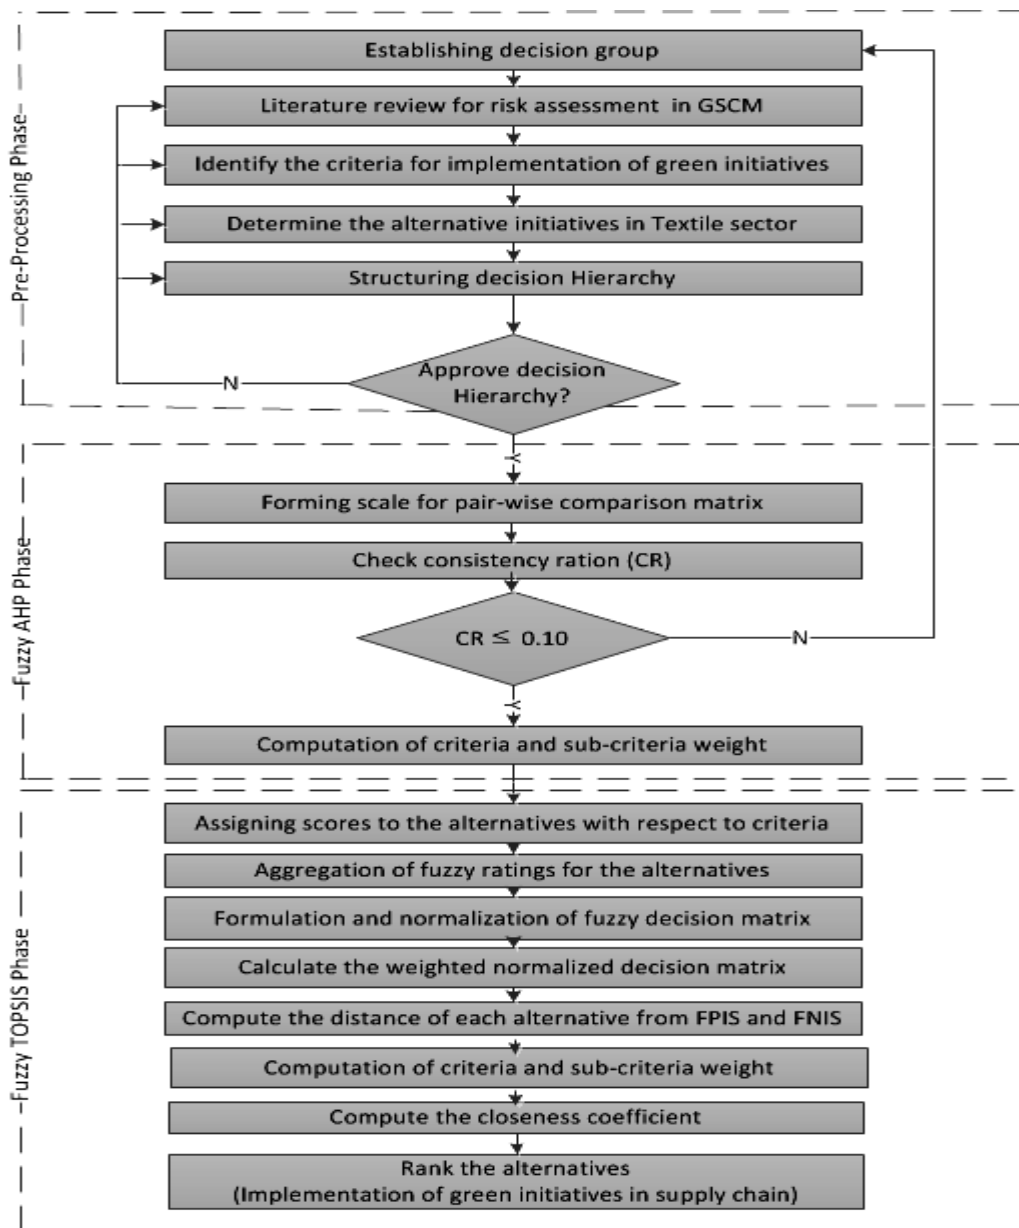 Pre-Processing Phase
Establishing decision group
Literature review for risk assessment in GSCM
Identify the criteria for implementation of green initiatives
Determine the alternative initiatives in Textile sector
Structuring decision Hierarchy
Approve decision
Hierarchy?
N
Y
Fuzzy AHP Phase
Forming scale for pair-wise comparison matrix
Check consistency ration (CR)
CR ≤ 0.10
N
Y
Computation of criteria and sub-criteria weight
Fuzzy TOPSIS Phase
Assigning scores to the alternatives with respect to criteria
Aggregation of fuzzy ratings for the alternatives
Formulation and normalization of fuzzy decision matrix
Calculate the weighted normalized decision matrix
Compute the distance of each alternative from FPIS and FNIS
Computation of criteria and sub-criteria weight
Compute the closeness coefficient
Rank the alternatives
(Implementation of green initiatives in supply chain)